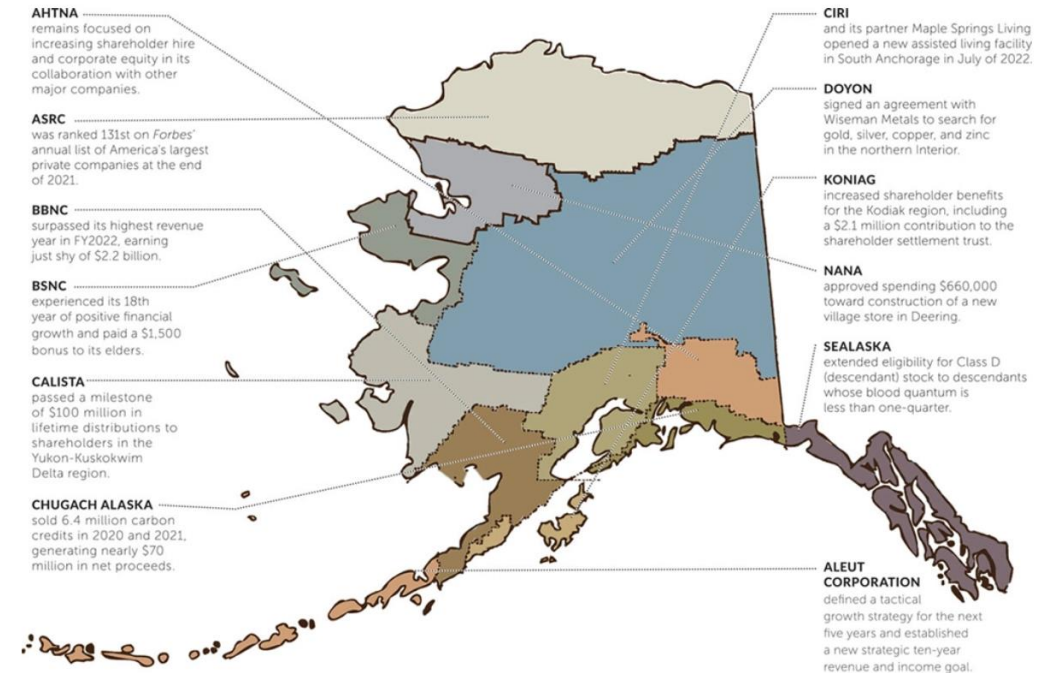 AHTNA
remains focused on
increasing shareholder hire
and corporate equity in its
collaboration with other
major companies.
ASRC
was ranked 131st on Forbes'
annual list of America's largest
private companies at the end
of 2021.
BBNC
surpassed its highest revenue
year in FY2022, earning
just shy of $2.2 billion.
BSNC
experienced its 18th
year of positive financial
growth and paid a $1,500
bonus to its elders.
CALISTA
passed a milestone
of $100 million in
lifetime distributions to
shareholders in the
Yukon-Kuskokwim
Delta region.
CHUGACH ALASKA
sold 6.4 million carbon
credits in 2020 and 2021,
generating nearly $70
million in net proceeds.
CIRI
and its partner Maple Springs Living
opened a new assisted living facility
in South Anchorage in July of 2022.
DOYON
signed an agreement with
Wiseman Metals to search for
gold, silver, copper, and zinc
in the northern Interior.
KONIAG
increased shareholder benefits
for the Kodiak region, including
a $2.1 million contribution to the
shareholder settlement trust.
NANA
approved spending $660,000
toward construction of a new
village store in Deering.
SEALASKA
extended eligibility for Class D
(descendant) stock to descendants
whose blood quantum is
less than one-quarter.
ALEUT
CORPORATION
defined a tactical
growth strategy for the next
five years and established
a new strategic ten-year
revenue and income goal.